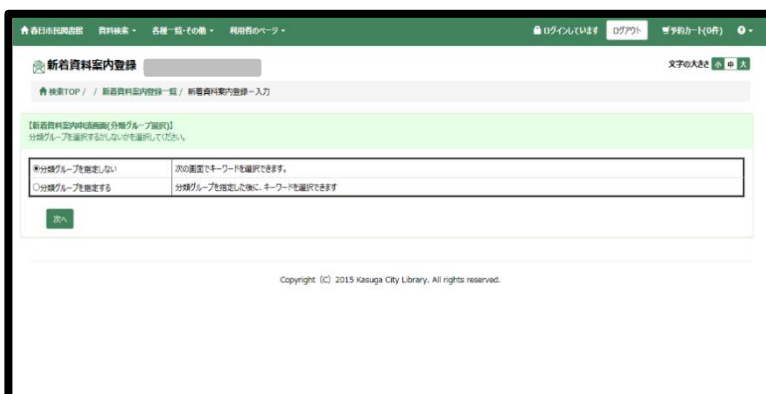 春日市民図書館 資料検索 各種一覧・その他 利用者のページ ログインしています ログアウト 予約カート(0件)
新着資料案内登録 文字の大きさ 小 中 大
検索TOP / / 新着資料案内登録一覧 / 新着資料案内登録－入力
【新着資料案内申請画面(分類グループ選択)】
分類グループを選択するかしないかを選択してください。
分類グループを指定しない 次の画面でキーワードを選択できます。
分類グループを指定する 分類グループを指定した後に、キーワードを選択できます
次へ
Copyright (C) 2015 Kasuga City Library. All rights reserved.